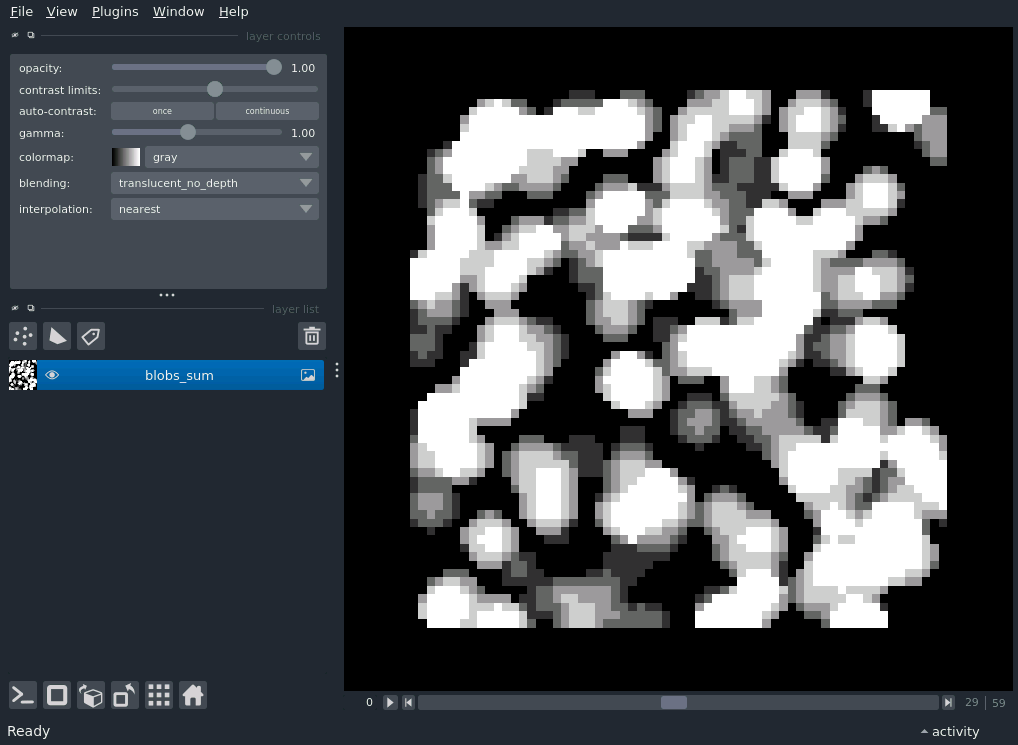 File View Plugins Window Help
layer controls
opacity: 1.00
contrast limits:
auto-contrast: once continuous
gamma: 1.00
colormap: gray
blending: translucent_no_depth
interpolation: nearest
layer list
blobs_sum
0 29 59
Ready activity